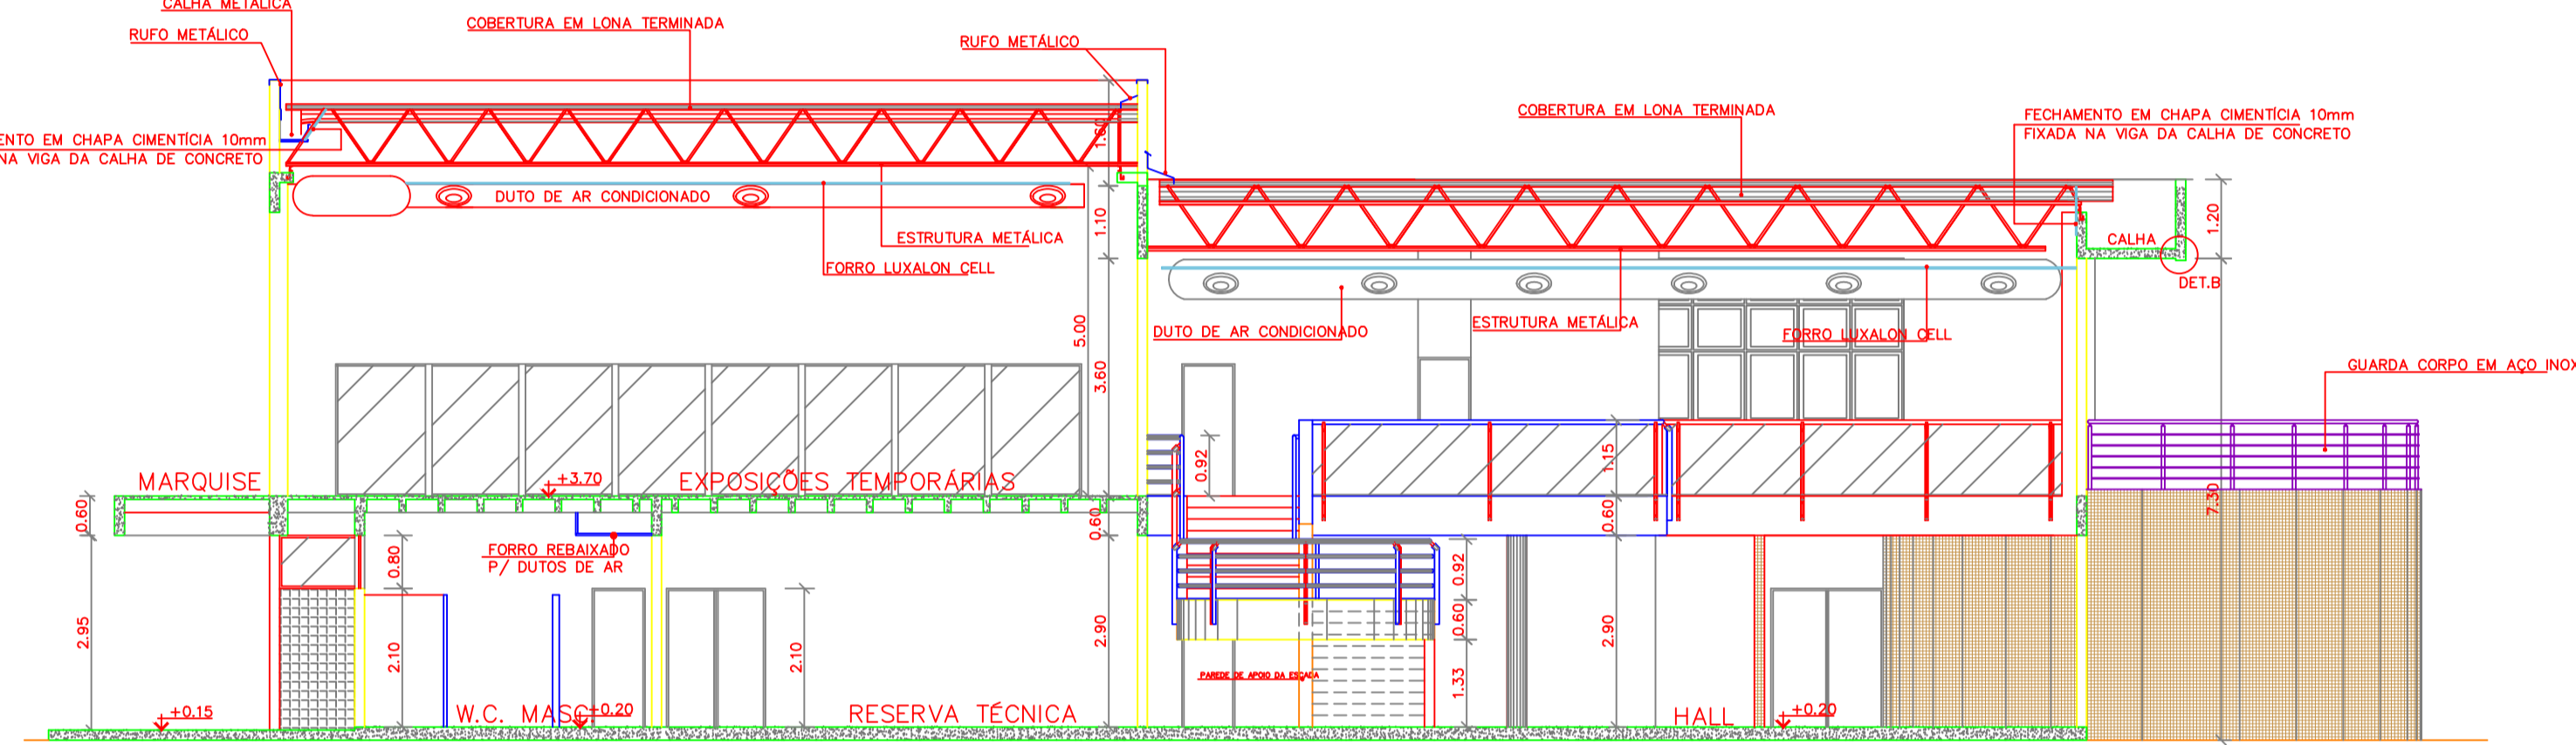 CALHA METÁLICA
RUFO METÁLICO
COBERTURA EM LONA TERMINADA
RUFO METÁLICO
COBERTURA EM LONA TERMINADA
FECHAMENTO EM CHAPA CIMENTÍCIA 10mm
FIXADA NA VIGA DA CALHA DE CONCRETO
ENTO EM CHAPA CIMENTÍCIA 10mm
NA VIGA DA CALHA DE CONCRETO
1.60
DUTO DE AR CONDICIONADO
1.10
1.20
ESTRUTURA METÁLICA
CALHA
FORRO LUXALON CELL
DET.B
DUTO DE AR CONDICIONADO
ESTRUTURA METÁLICA
FORRO LUXALON CELL
5.00
3.60
GUARDA CORPO EM AÇO INOX
MARQUISE
+3.70
EXPOSIÇÕES TEMPORÁRIAS
0.92
1.15
7.30
0.60
0.60
0.60
FORRO REBAIXADO
P/ DUTOS DE AR
0.80
0.92
0.60
2.95
2.10
2.10
2.90
2.90
PAREDE DE APOIO DA ESCADA
1.33
+0.15
W.C. MASC.
+0.20
RESERVA TÉCNICA
HALL
+0.20